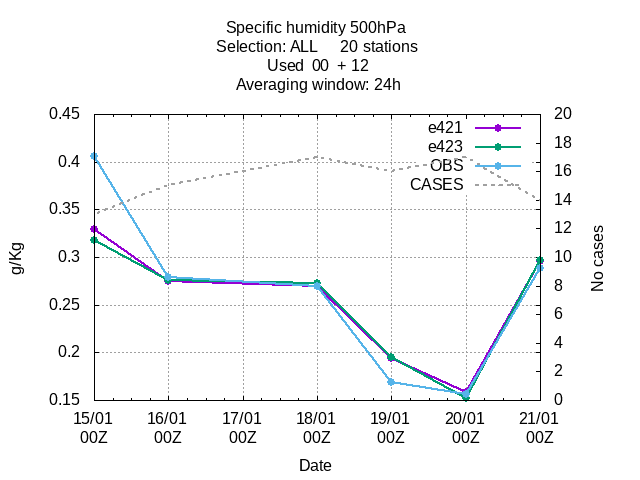 Specific humidity 500hPa
Selection: ALL 20 stations
Used 00 + 12
Averaging window: 24h
0.45 20
e421
18
e423
0.4 16
OBS
CASES
14
0.35
12
g/Kg
0.3 10
No cases
8
0.25
6
4
0.2
2
0.15 0
15/01 16/01 17/01 18/01 19/01 20/01 21/01
00Z 00Z 00Z 00Z 00Z 00Z 00Z
Date